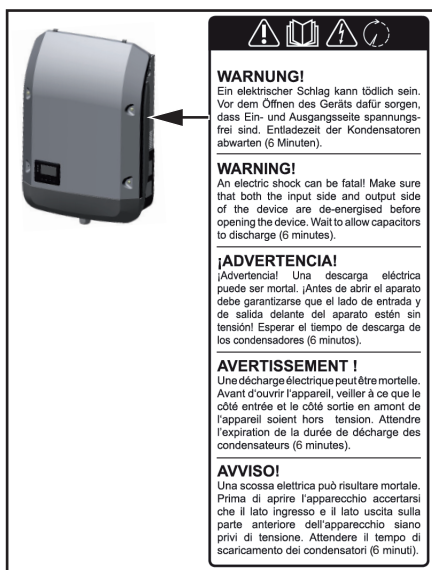 WARNUNG!
Ein elektrischer Schlag kann tödlich sein.
Vor dem Öffnen des Geräts dafür sorgen,
dass Ein- und Ausgangsseite spannungs-
frei sind. Entladezeit der Kondensatoren
abwarten (6 Minuten).
WARNING!
An electric shock can be fatal! Make sure
that both the input side and output side
of the device are de-energised before
opening the device. Wait to allow capacitors
to discharge (6 minutes).
¡ADVERTENCIA!
¡Advertencia! Una descarga eléctrica
puede ser mortal. ¡Antes de abrir el aparato
debe garantizarse que el lado de entrada y
de salida delante del aparato estén sin
tensión! Esperar el tiempo de descarga de
los condensadores (6 minutos).
AVERTISSEMENT !
Une décharge électrique peut être mortelle.
Avant d‘ouvrir l‘appareil, veiller à ce que le
côté entrée et le côté sortie en amont de
l‘appareil soient hors tension. Attendre
l‘expiration de la durée de décharge des
condensateurs (6 minutes).
AVVISO!
Una scossa elettrica può risultare mortale.
Prima di aprire l‘apparecchio accertarsi
che il lato ingresso e il lato uscita sulla
parte anteriore dell‘apparecchio siano
privi di tensione. Attendere il tempo di
scaricamento dei condensatori (6 minuti).